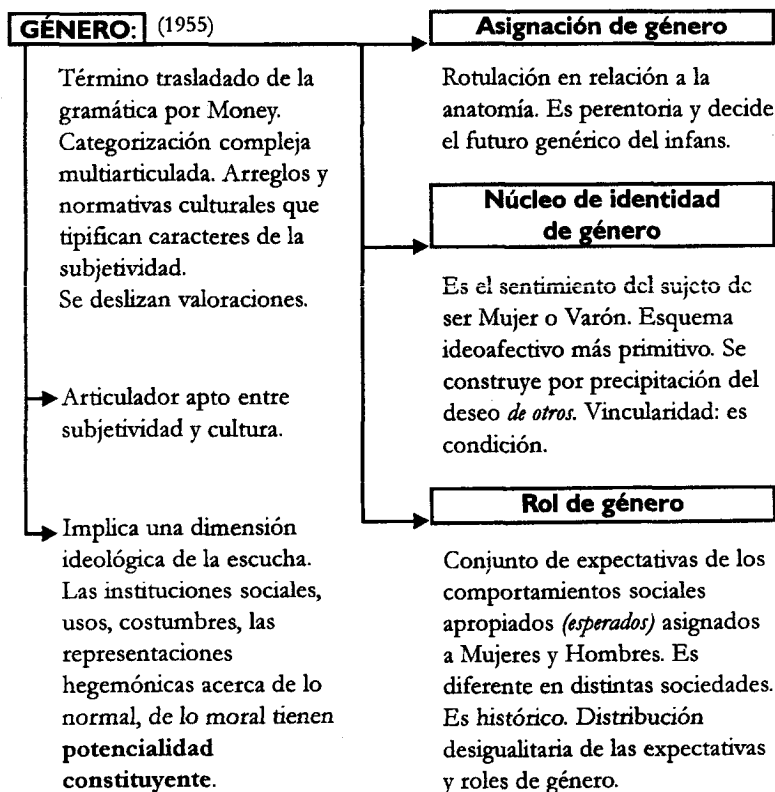 GÉNERO: (1955)
Término trasladado de la
gramática por Money.
Categorización compleja
multiarticulada. Arreglos y
normativas culturales que
tipifican caracteres de la
subjetividad.
Se deslizan valoraciones.
Articulador apto entre
subjetividad y cultura.
Implica una dimensión
ideológica de la escucha.
Las instituciones sociales,
usos, costumbres, las
representaciones
hegemónicas acerca de lo
normal, de lo moral tienen
potencialidad
constituyente.
Asignación de género
Rotulación en relación a la
anatomía. Es perentoria y decide
el futuro genérico del infans.
Núcleo de identidad
de género
Es el sentimiento del sujeto de
ser Mujer o Varón. Esquema
ideoafectivo más primitivo. Se
construye por precipitación del
deseo de otros. Vincularidad: es
condición.
Rol de género
Conjunto de expectativas de los
comportamientos sociales
apropiados (esperados) asignados
a Mujeres y Hombres. Es
diferente en distintas sociedades.
Es histórico. Distribución
desigualitaria de las expectativas
y roles de género.